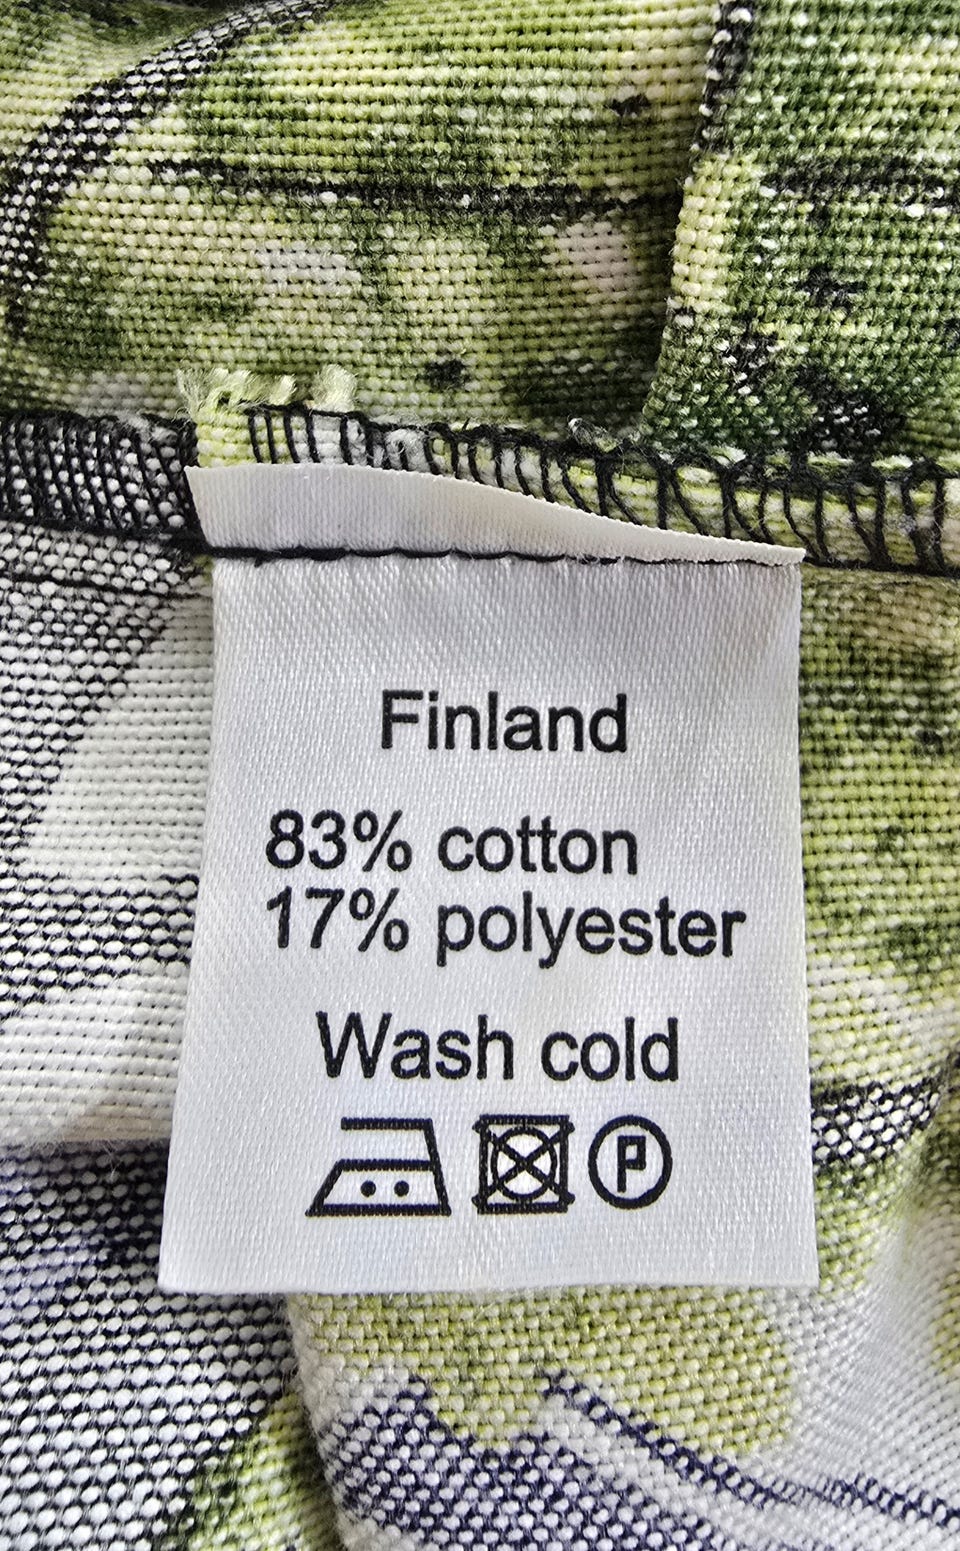 Finland
83% cotton
17% polyester
Wash cold
P